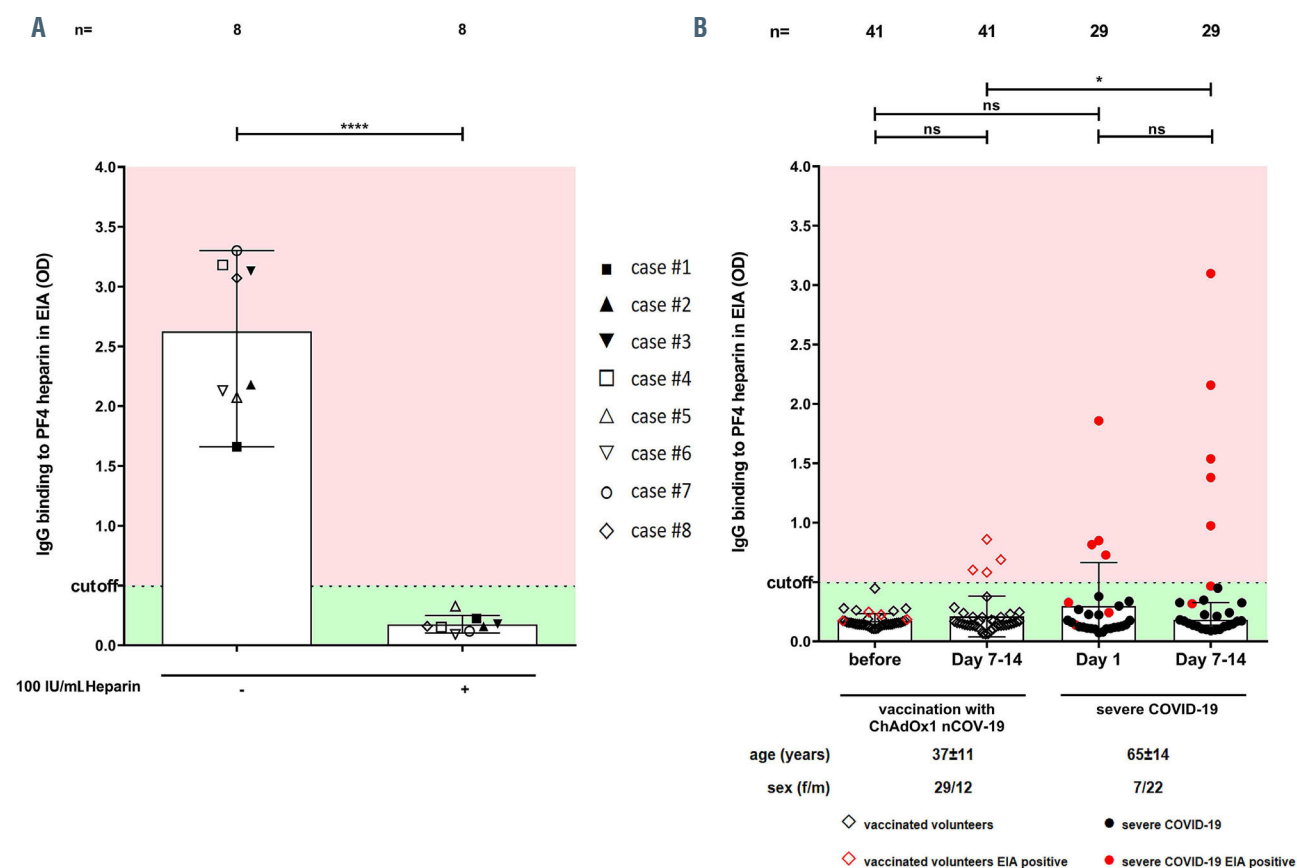 A
n= 8 8
****
4.0
3.5
3.0
2.5
2.0
1.5
1.0
cutoff
0.0
IgG binding to PF4 heparin in EIA (OD)
100 IU/mLHeparin - +
case #1
case #2
case #3
case #4
case #5
case #6
case #7
case #8
B
n= 41 41 29 29
*
ns
ns ns
4.0
3.5
3.0
2.5
2.0
1.5
1.0
cutoff
0.0
IgG binding to PF4 heparin in EIA (OD)
before Day 7-14 Day 1 Day 7-14
vaccination with
ChAdOx1 nCOV-19
severe COVID-19
age (years) 37±11 65±14
sex (f/m) 29/12 7/22
vaccinated volunteers severe COVID-19
vaccinated volunteers EIA positive severe COVID-19 EIA positive